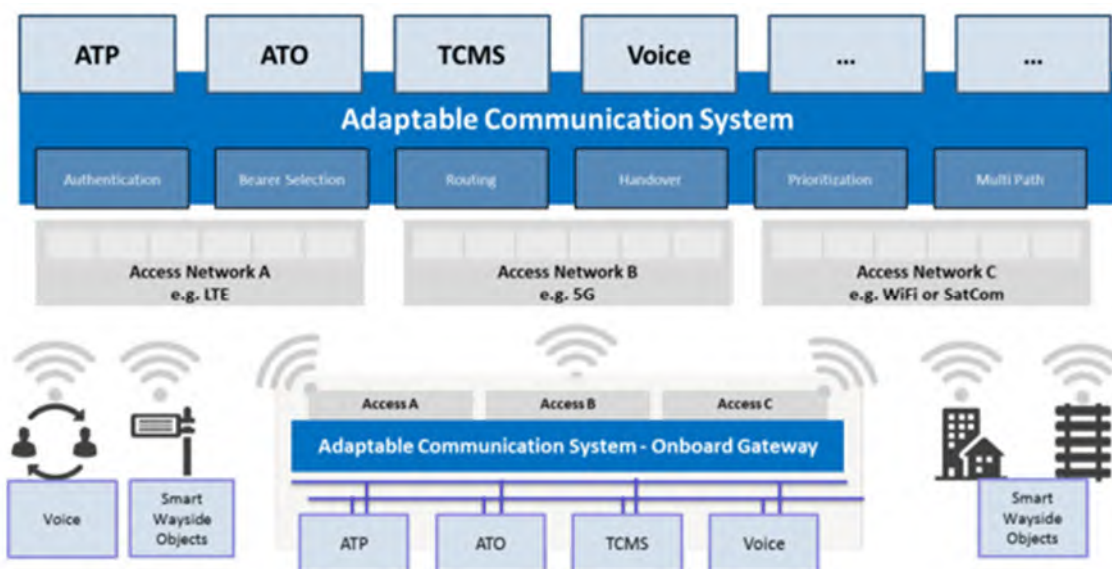 ATP
ATO
TCMS
Voice
...
...
Adaptable Communication System
Authentication
Bearer Selection
Routing
Handover
Prioritization
Multi Path
Access Network A
e.g. LTE
Access Network B
e.g. 5G
Access Network C
e.g. WiFi or SatCom
Access A
Access B
Access C
Adaptable Communication System - Onboard Gateway
Voice
Smart
Wayside
Objects
ATP
ATO
TCMS
Voice
Smart
Wayside
Objects